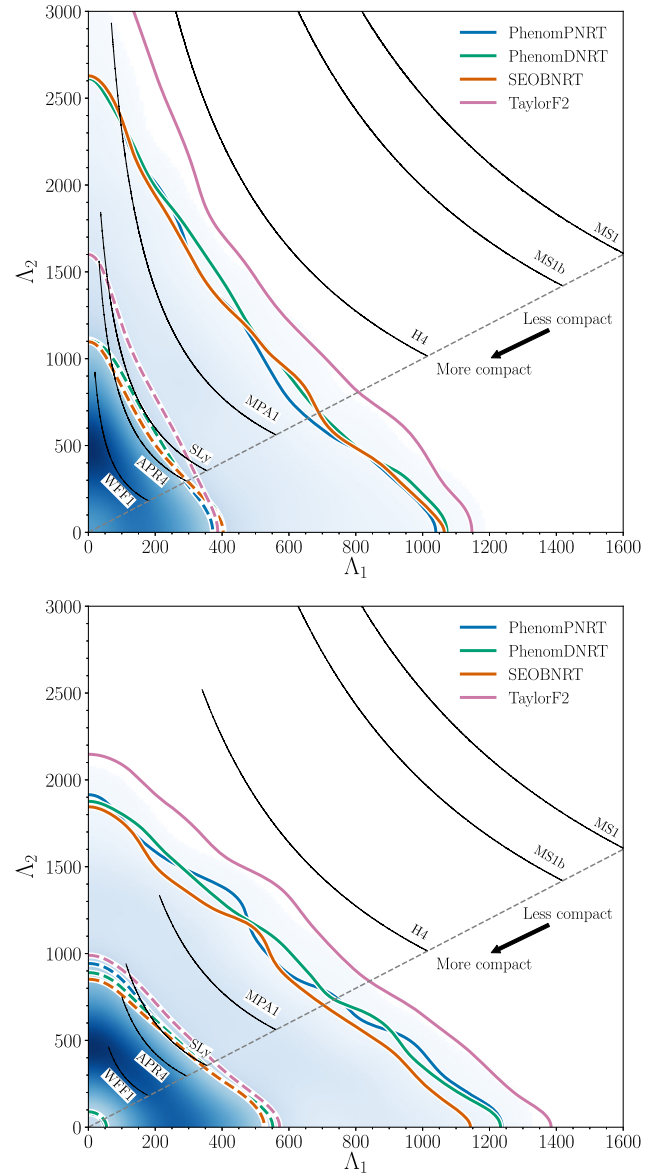 3000
2500
2000
1500
1000
500
0
Λ2
PhenomPNRT
PhenomDNRT
SEOBNRT
TaylorF2
MS1
MS1b
H4
Less compact
More compact
MPA1
SLy
APR4
WFF1
0 200 400 600 800 1000 1200 1400 1600
Λ1
3000
2500
2000
1500
1000
500
0
Λ2
PhenomPNRT
PhenomDNRT
SEOBNRT
TaylorF2
MS1
MS1b
H4
Less compact
More compact
MPA1
SLy
APR4
WFF1
0 200 400 600 800 1000 1200 1400 1600
Λ1